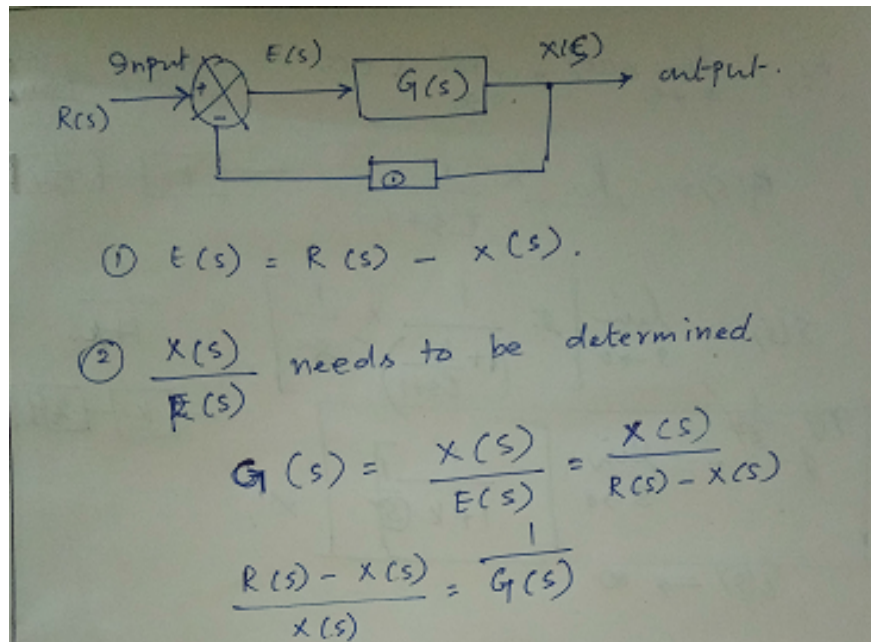 Input
R(s)
+
-
E(s)
G(s)
X(s)
output.
①
① E(s) = R(s) - X(s).
② X(s)/E(s) needs to be determined.
G(s) = X(s)/E(s) = X(s)/R(s) - X(s)
R(s) - X(s)/X(s) = 1/G(s)